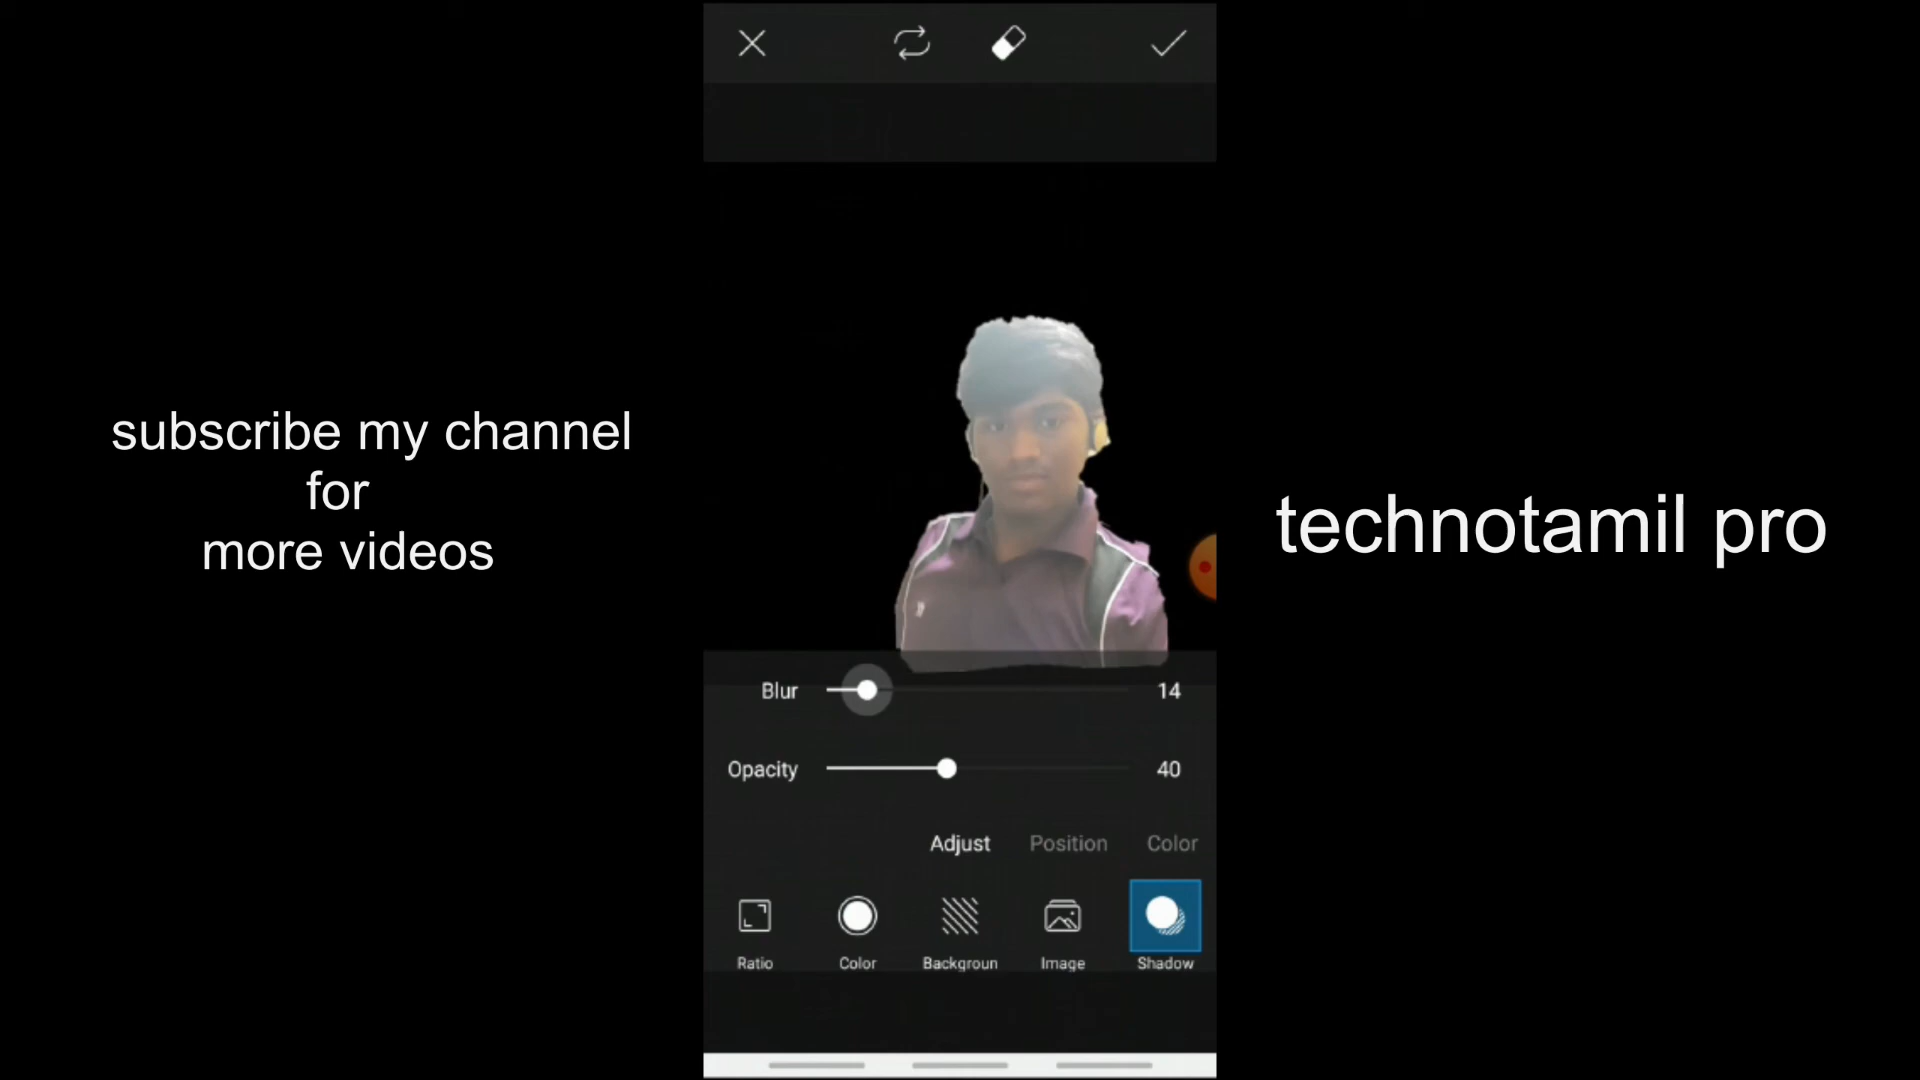 subscribe my channel
for
more videos
technotamil pro
Blur 14
Opacity 40
Adjust Position Color
Ratio Color Backgroun Image Shadow